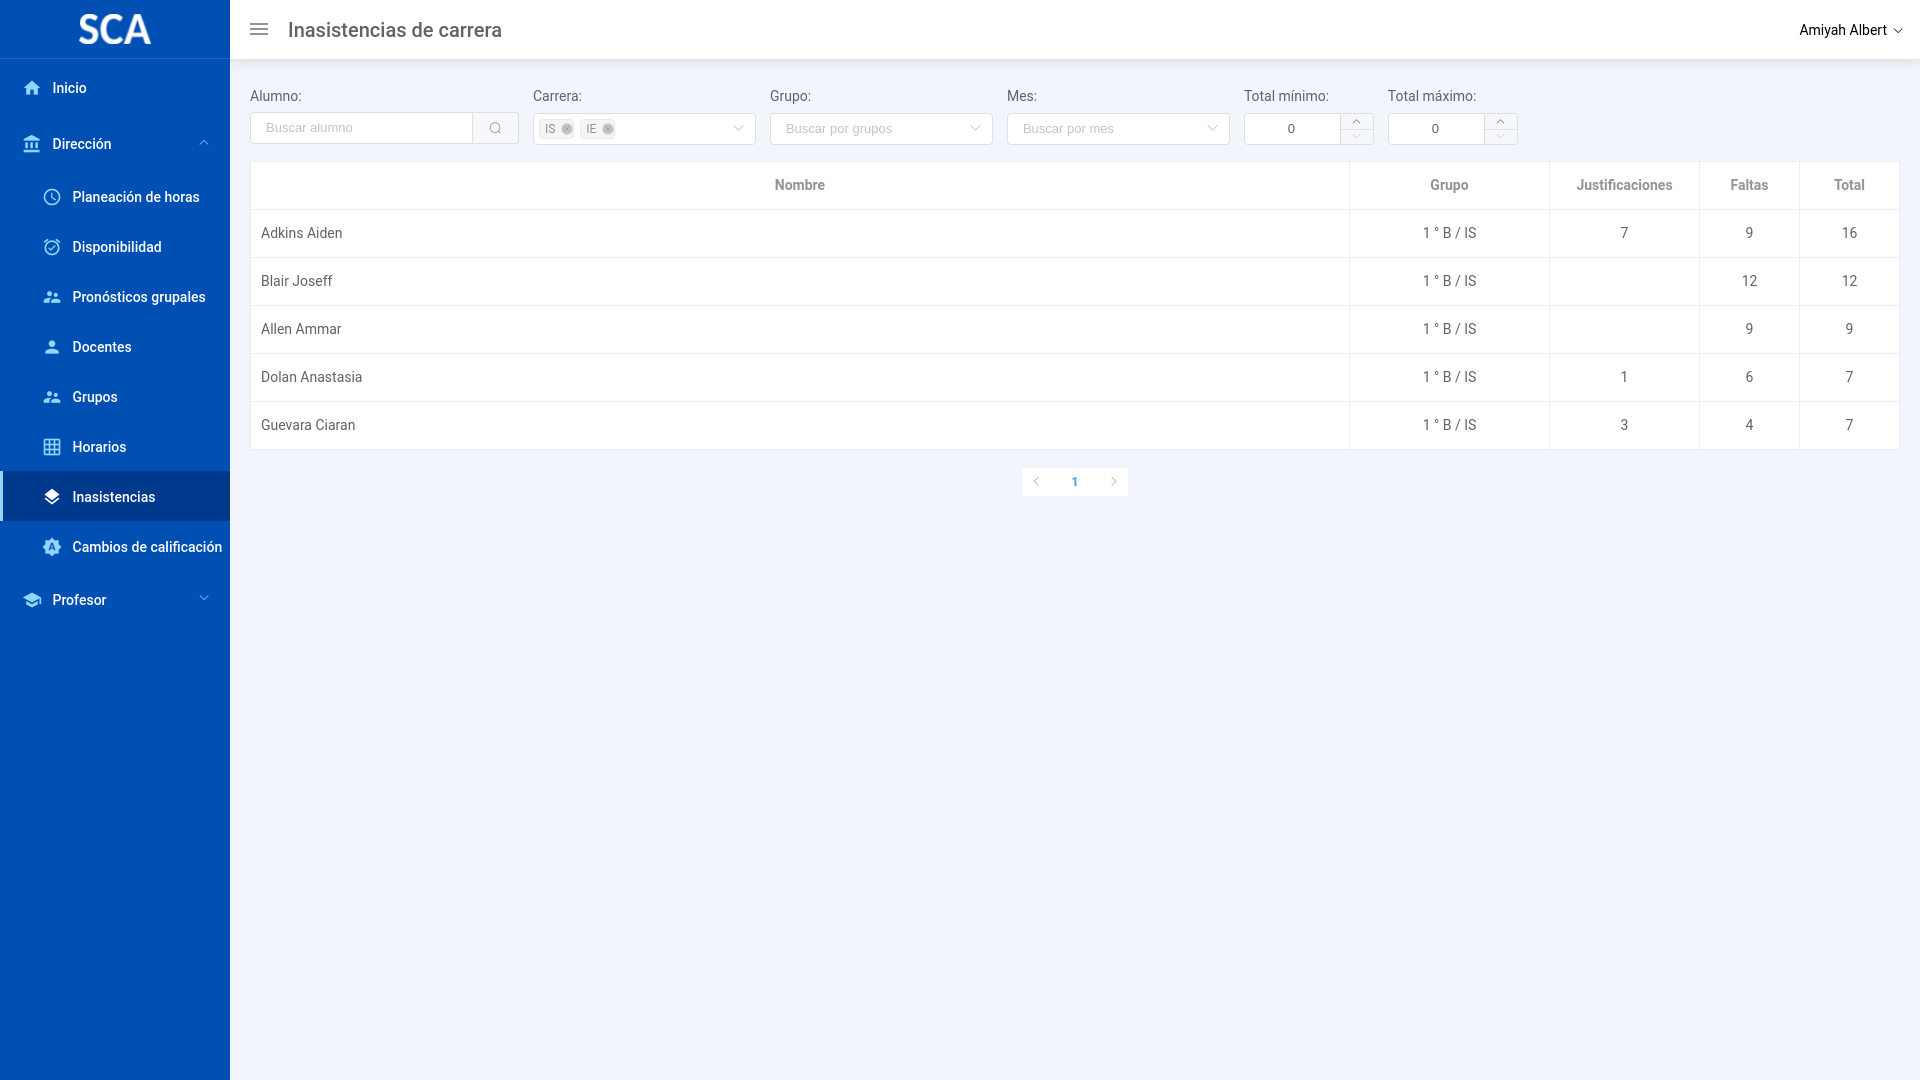 SCA
Inasistencias de carrera
Amiyah Albert
Inicio
Dirección
Planeación de horas
Disponibilidad
Pronósticos grupales
Docentes
Grupos
Horarios
Inasistencias
Cambios de calificación
Profesor
Alumno: Carrera: Grupo: Mes: Total mínimo: Total máximo:
Buscar alumno IS IE Buscar por grupos Buscar por mes 0 0
Nombre Grupo Justificaciones Faltas Total
Adkins Aiden 1 ° B / IS 7 9 16
Blair Joseff 1 ° B / IS 12 12
Allen Ammar 1 ° B / IS 9 9
Dolan Anastasia 1 ° B / IS 1 6 7
Guevara Ciaran 1 ° B / IS 3 4 7
1